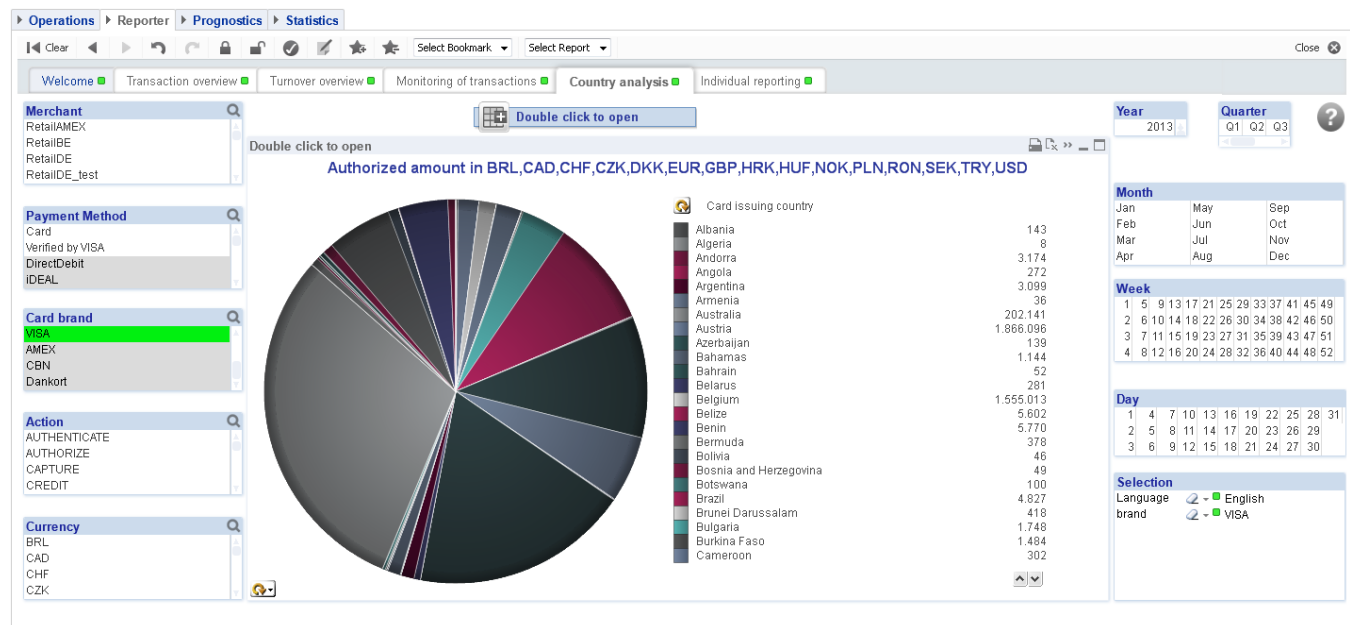 Operations Reporter Prognostics Statistics
Clear Select Bookmark Select Report Close
Welcome Transaction overview Turnover overview Monitoring of transactions Country analysis Individual reporting
Merchant
RetailAMEX
RetailBE
RetailDE
RetailDE_test
Payment Method
Card
Verified by VISA
DirectDebit
iDEAL
Card brand
VISA
AMEX
CBN
Dankort
Action
AUTHENTICATE
AUTHORIZE
CAPTURE
CREDIT
Currency
BRL
CAD
CHF
CZK
Double click to open
Double click to open
Authorized amount in BRL,CAD,CHF,CZK,DKK,EUR,GBP,HRK,HUF,NOK,PLN,RON,SEK,TRY,USD
Card issuing country
Albania 143
Algeria 8
Andorra 3.174
Angola 272
Argentina 3.099
Armenia 36
Australia 202.141
Austria 1.866.096
Azerbaijan 139
Bahamas 1.144
Bahrain 52
Belarus 281
Belgium 1.555.013
Belize 5.602
Benin 5.770
Bermuda 378
Bolivia 46
Bosnia and Herzegovina 49
Botswana 100
Brazil 4.827
Brunei Darussalam 418
Bulgaria 1.748
Burkina Faso 1.484
Cameroon 302
Year
2013
Quarter
Q1 Q2 Q3
?
Month
Jan May Sep
Feb Jun Oct
Mar Jul Nov
Apr Aug Dec
Week
1 5 9 13 17 21 25 29 33 37 41 45 49
2 6 10 14 18 22 26 30 34 38 42 46 50
3 7 11 15 19 23 27 31 35 39 43 47 51
4 8 12 16 20 24 28 32 36 40 44 48 52
Day
1 4 7 10 13 16 19 22 25 28 31
2 5 8 11 14 17 20 23 26 29
3 6 9 12 15 18 21 24 27 30
Selection
Language English
brand VISA